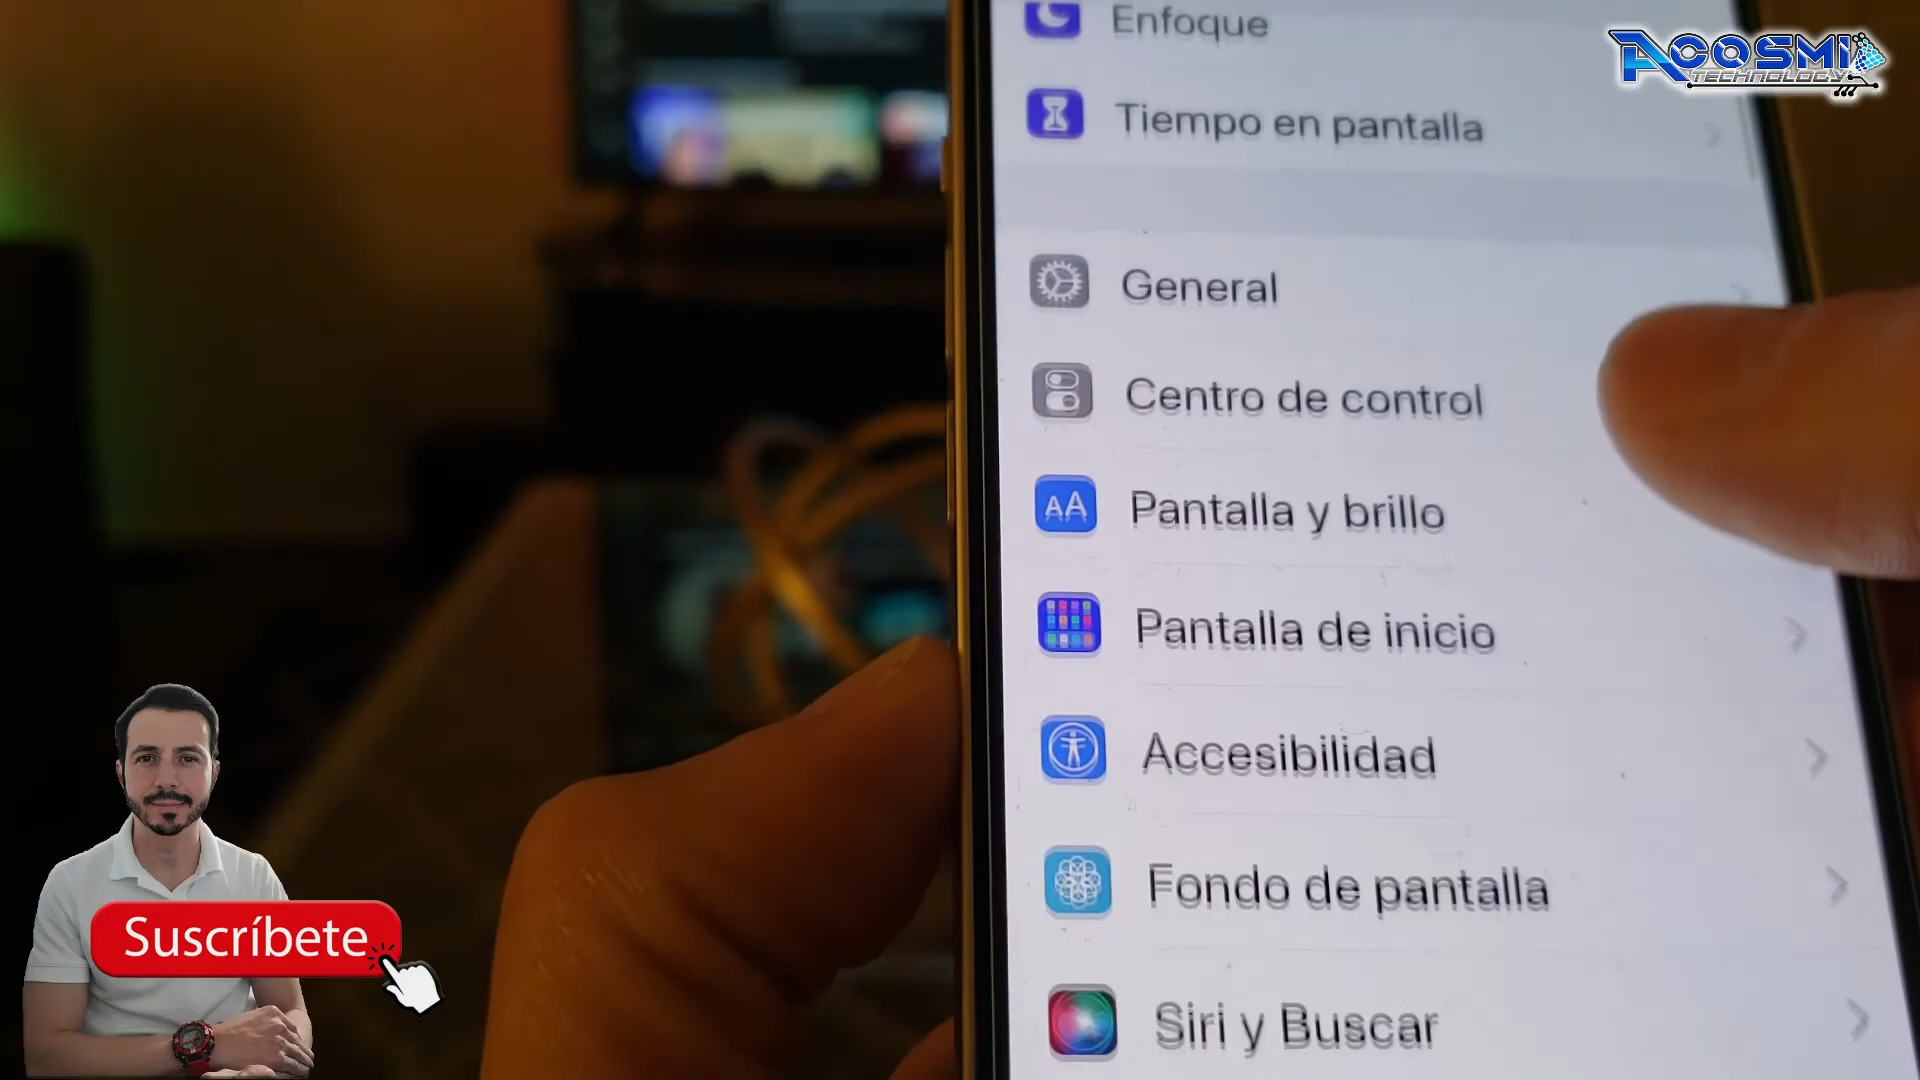 Enfoque
ACOSMI
TECHNOLOGY
Tiempo en pantalla
General
Centro de control
AA
Pantalla y brillo
Pantalla de inicio
Accesibilidad
Fondo de pantalla
Suscríbete
Siri y Buscar